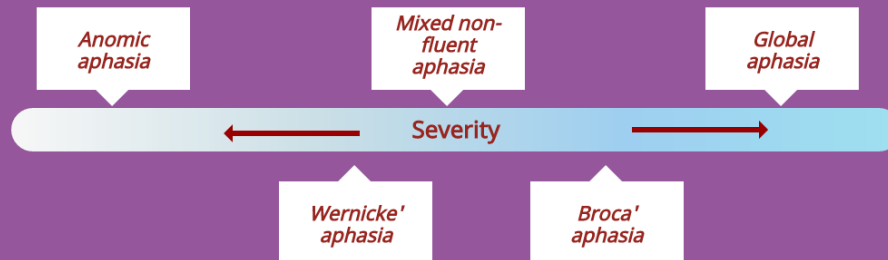 Anomic
aphasia
Mixed non-
fluent
aphasia
Global
aphasia
Severity
Wernicke'
aphasia
Broca'
aphasia